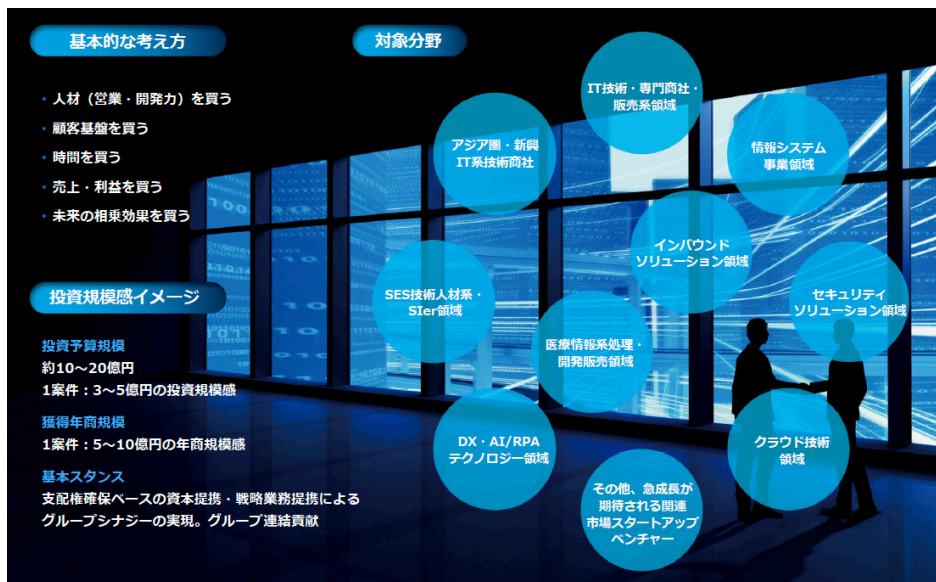 基本的な考え方
・人材（営業・開発力）を買う
・顧客基盤を買う
・時間を買う
・売上・利益を買う
・未来の相乗効果を買う
投資規模感イメージ
投資予算規模
約10～20億円
1案件：3～5億円の投資規模感
獲得年商規模
1案件：5～10億円の年商規模感
基本スタンス
支配権確保ベースの資本提携・戦略業務提携による
グループシナジーの実現。グループ連結貢献
対象分野
IT技術・専門商社・
販売系領域
アジア圏・新興
IT系技術商社
情報システム
事業領域
インバウンド
ソリューション領域
SES技術人材系・
SIer領域
セキュリティ
ソリューション領域
医療情報系処理・
開発販売領域
DX・AI/RPA
テクノロジー領域
クラウド技術
領域
その他、急成長が
期待される関連
市場スタートアップ
ベンチャー